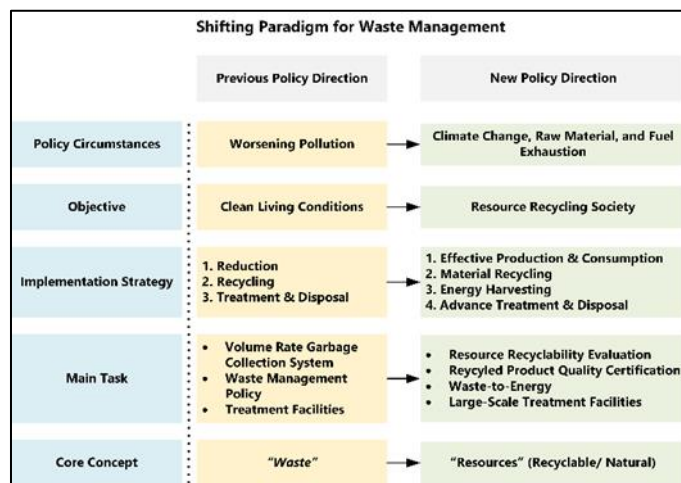 Shifting Paradigm for Waste Management
Previous Policy Direction
New Policy Direction
Policy Circumstances
Worsening Pollution
Climate Change, Raw Material, and Fuel
Exhaustion
Objective
Clean Living Conditions
Resource Recycling Society
Implementation Strategy
1. Reduction
2. Recycling
3. Treatment & Disposal
1. Effective Production & Consumption
2. Material Recycling
3. Energy Harvesting
4. Advance Treatment & Disposal
Main Task
• Volume Rate Garbage
Collection System
• Waste Management
Policy
• Treatment Facilities
• Resource Recyclability Evaluation
• Reycyled Product Quality Certification
• Waste-to-Energy
• Large-Scale Treatment Facilities
Core Concept
"Waste"
"Resources" (Recyclable/ Natural)